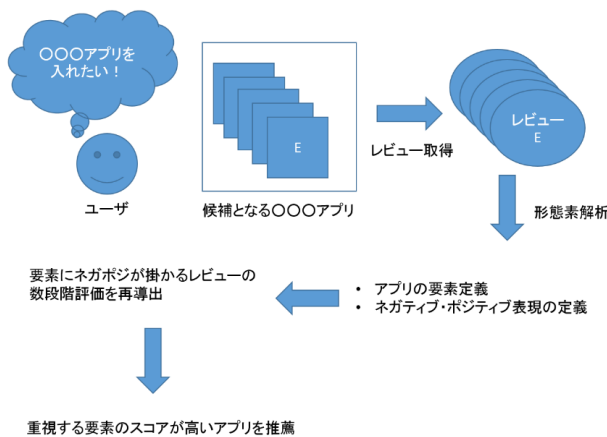 〇〇〇アプリを
入れたい！
E
レビュー
E
レビュー取得
ユーザ
候補となる〇〇〇アプリ
形態素解析
要素にネガポジが掛かるレビューの
数段階評価を再導出
• アプリの要素定義
• ネガティブ・ポジティブ表現の定義
重視する要素のスコアが高いアプリを推薦